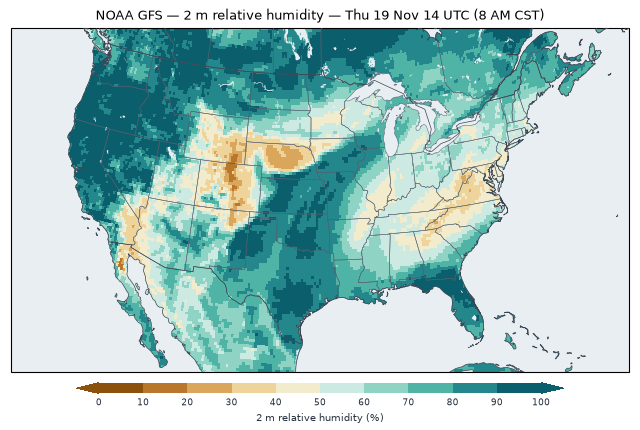 NOAA GFS — 2 m relative humidity — Thu 19 Nov 14 UTC (8 AM CST)
0 10 20 30 40 50 60 70 80 90 100
2 m relative humidity (%)